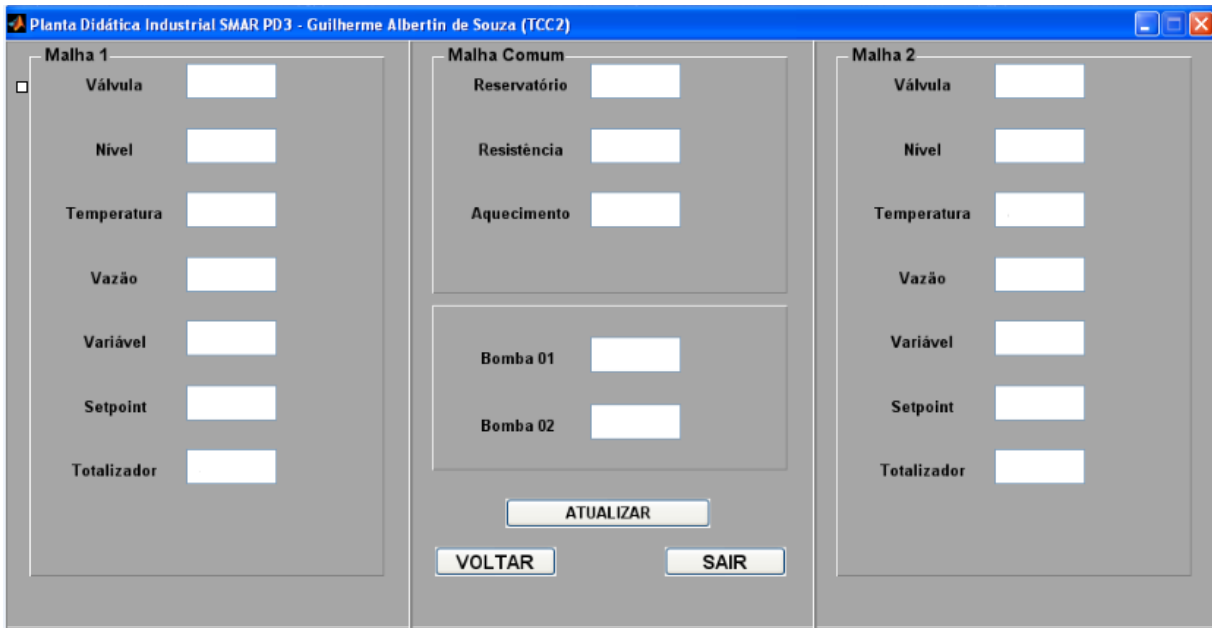 Planta Didática Industrial SMAR PD3 - Guilherme Albertin de Souza (TCC2)
Malha 1
Válvula
Nível
Temperatura
Vazão
Variável
Setpoint
Totalizador
Malha Comum
Reservatório
Resistência
Aquecimento
Bomba 01
Bomba 02
ATUALIZAR
VOLTAR
SAIR
Malha 2
Válvula
Nível
Temperatura
Vazão
Variável
Setpoint
Totalizador